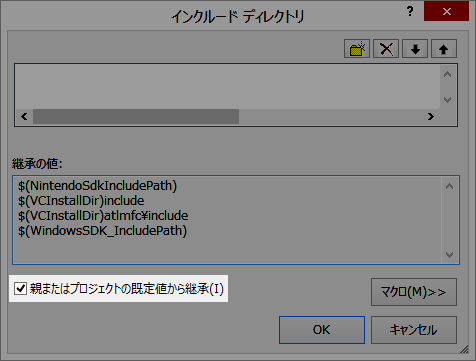 インクルード ディレクトリ
継承の値:
$(NintendoSdkIncludePath)
$(VCInstallDir)include
$(VCInstallDir)atlmfc¥include
$(WindowsSDK_IncludePath)
親またはプロジェクトの既定値から継承(I)
マクロ(M)>>
OK
キャンセル